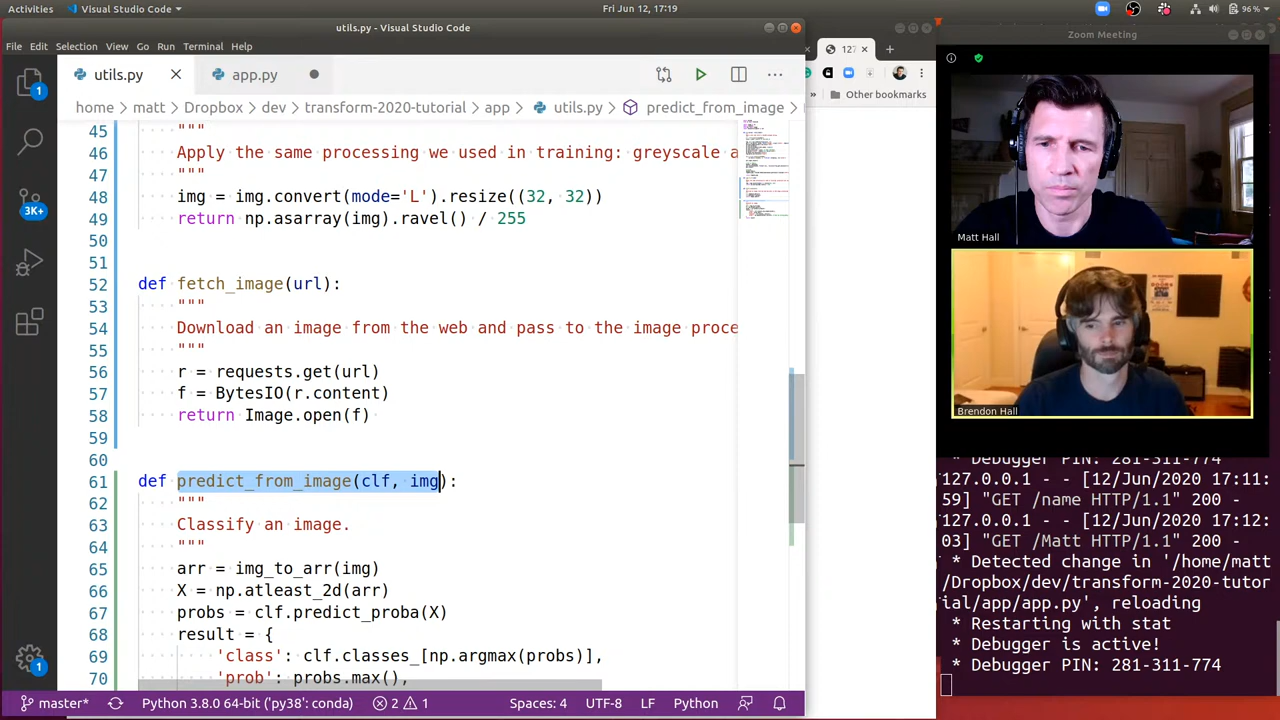 Activities
Visual Studio Code
Fri Jun 12, 17:19
96 %
utils.py - Visual Studio Code
File Edit Selection View Go Run Terminal Help
utils.py
app.py
home > matt > Dropbox > dev > transform-2020-tutorial > app > utils.py > predict_from_image >
45 """
46 Apply the same processing we used in training: greyscale a
47 """
48 img = img.convert(mode='L').resize((32, 32))
49 return np.asarray(img).ravel() / 255
50
51
52 def fetch_image(url):
53 """
54 Download an image from the web and pass to the image proce
55 """
56 r = requests.get(url)
57 f = BytesIO(r.content)
58 return Image.open(f)
59
60
61 def predict_from_image(clf, img):
62 """
63 Classify an image.
64 """
65 arr = img_to_arr(img)
66 X = np.atleast_2d(arr)
67 probs = clf.predict_proba(X)
68 result = {
69 'class': clf.classes_[np.argmax(probs)],
70 'prob': probs.max(),
1
3K+
1
master*
Python 3.8.0 64-bit ('py38': conda)
2
1
Spaces: 4
UTF-8
LF
Python
127
» Other bookmarks
Zoom Meeting
Matt Hall
Brendon Hall
* Debugger PIN: 281-311-774
127.0.0.1 - - [12/Jun/2020 17:11:
59] "GET /name HTTP/1.1" 200 -
127.0.0.1 - - [12/Jun/2020 17:12:
03] "GET /Matt HTTP/1.1" 200 -
* Detected change in '/home/matt
/Dropbox/dev/transform-2020-tutor
ial/app/app.py', reloading
* Restarting with stat
* Debugger is active!
* Debugger PIN: 281-311-774